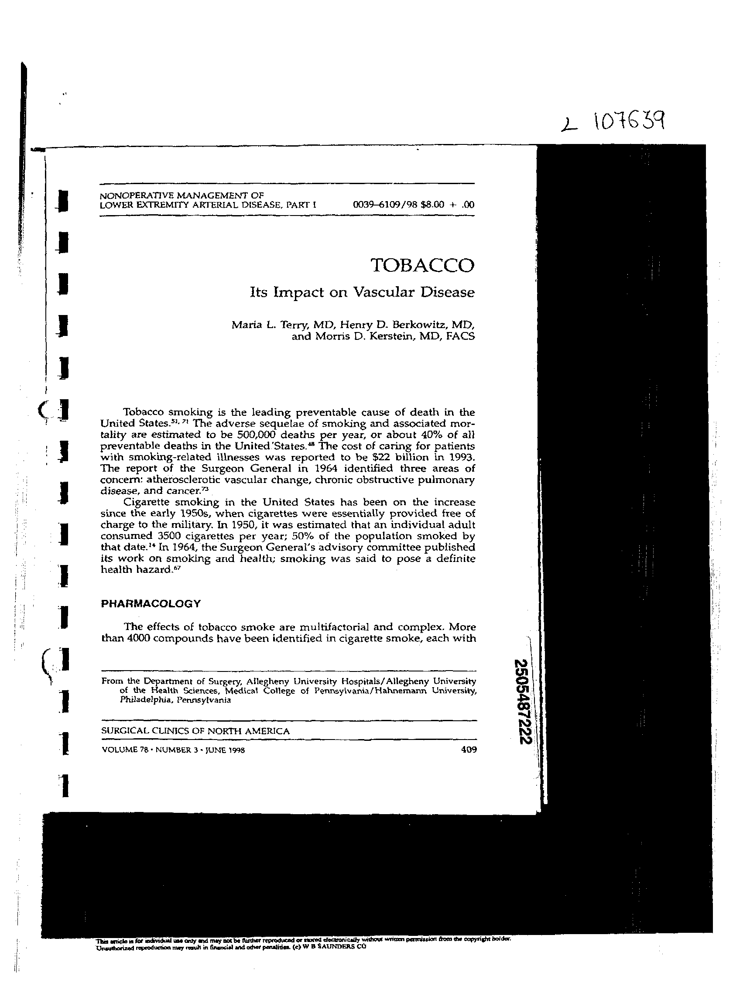 L 107639
NONOPERATIVE MANAGEMENT OF
LOWER EXTREMITY ARTERIAL DISEASE, PART I 0039–6109/98 $8.00 + .00
TOBACCO
Its Impact on Vascular Disease
Maria L. Terry, MD, Henry D. Berkowitz, MD,
and Morris D. Kerstein, MD, FACS
Tobacco smoking is the leading preventable cause of death in the
United States.52, 71 The adverse sequelae of smoking and associated mor-
tality are estimated to be 500,000 deaths per year, or about 40% of all
preventable deaths in the United States.48 The cost of caring for patients
with smoking-related illnesses was reported to be $22 billion in 1993.
The report of the Surgeon General in 1964 identified three areas of
concern: atherosclerotic vascular change, chronic obstructive pulmonary
disease, and cancer.73
Cigarette smoking in the United States has been on the increase
since the early 1950s, when cigarettes were essentially provided free of
charge to the military. In 1950, it was estimated that an individual adult
consumed 3500 cigarettes per year; 50% of the population smoked by
that date.14 In 1964, the Surgeon General's advisory committee published
its work on smoking and health; smoking was said to pose a definite
health hazard.67
PHARMACOLOGY
The effects of tobacco smoke are multifactorial and complex. More
than 4000 compounds have been identified in cigarette smoke, each with
From the Department of Surgery, Allegheny University Hospitals/Allegheny University
of the Health Sciences, Medical College of Pennsylvania/Hahnemann University,
Philadelphia, Pennsylvania
SURGICAL CLINICS OF NORTH AMERICA
VOLUME 78 • NUMBER 3 • JUNE 1998 409
2505487222
This article is for individual use only and may not be further reproduced or stored electronically without written permission from the copyright holder.
Unauthorized reproduction may result in financial and other penalties. (c) W B SAUNDERS CO